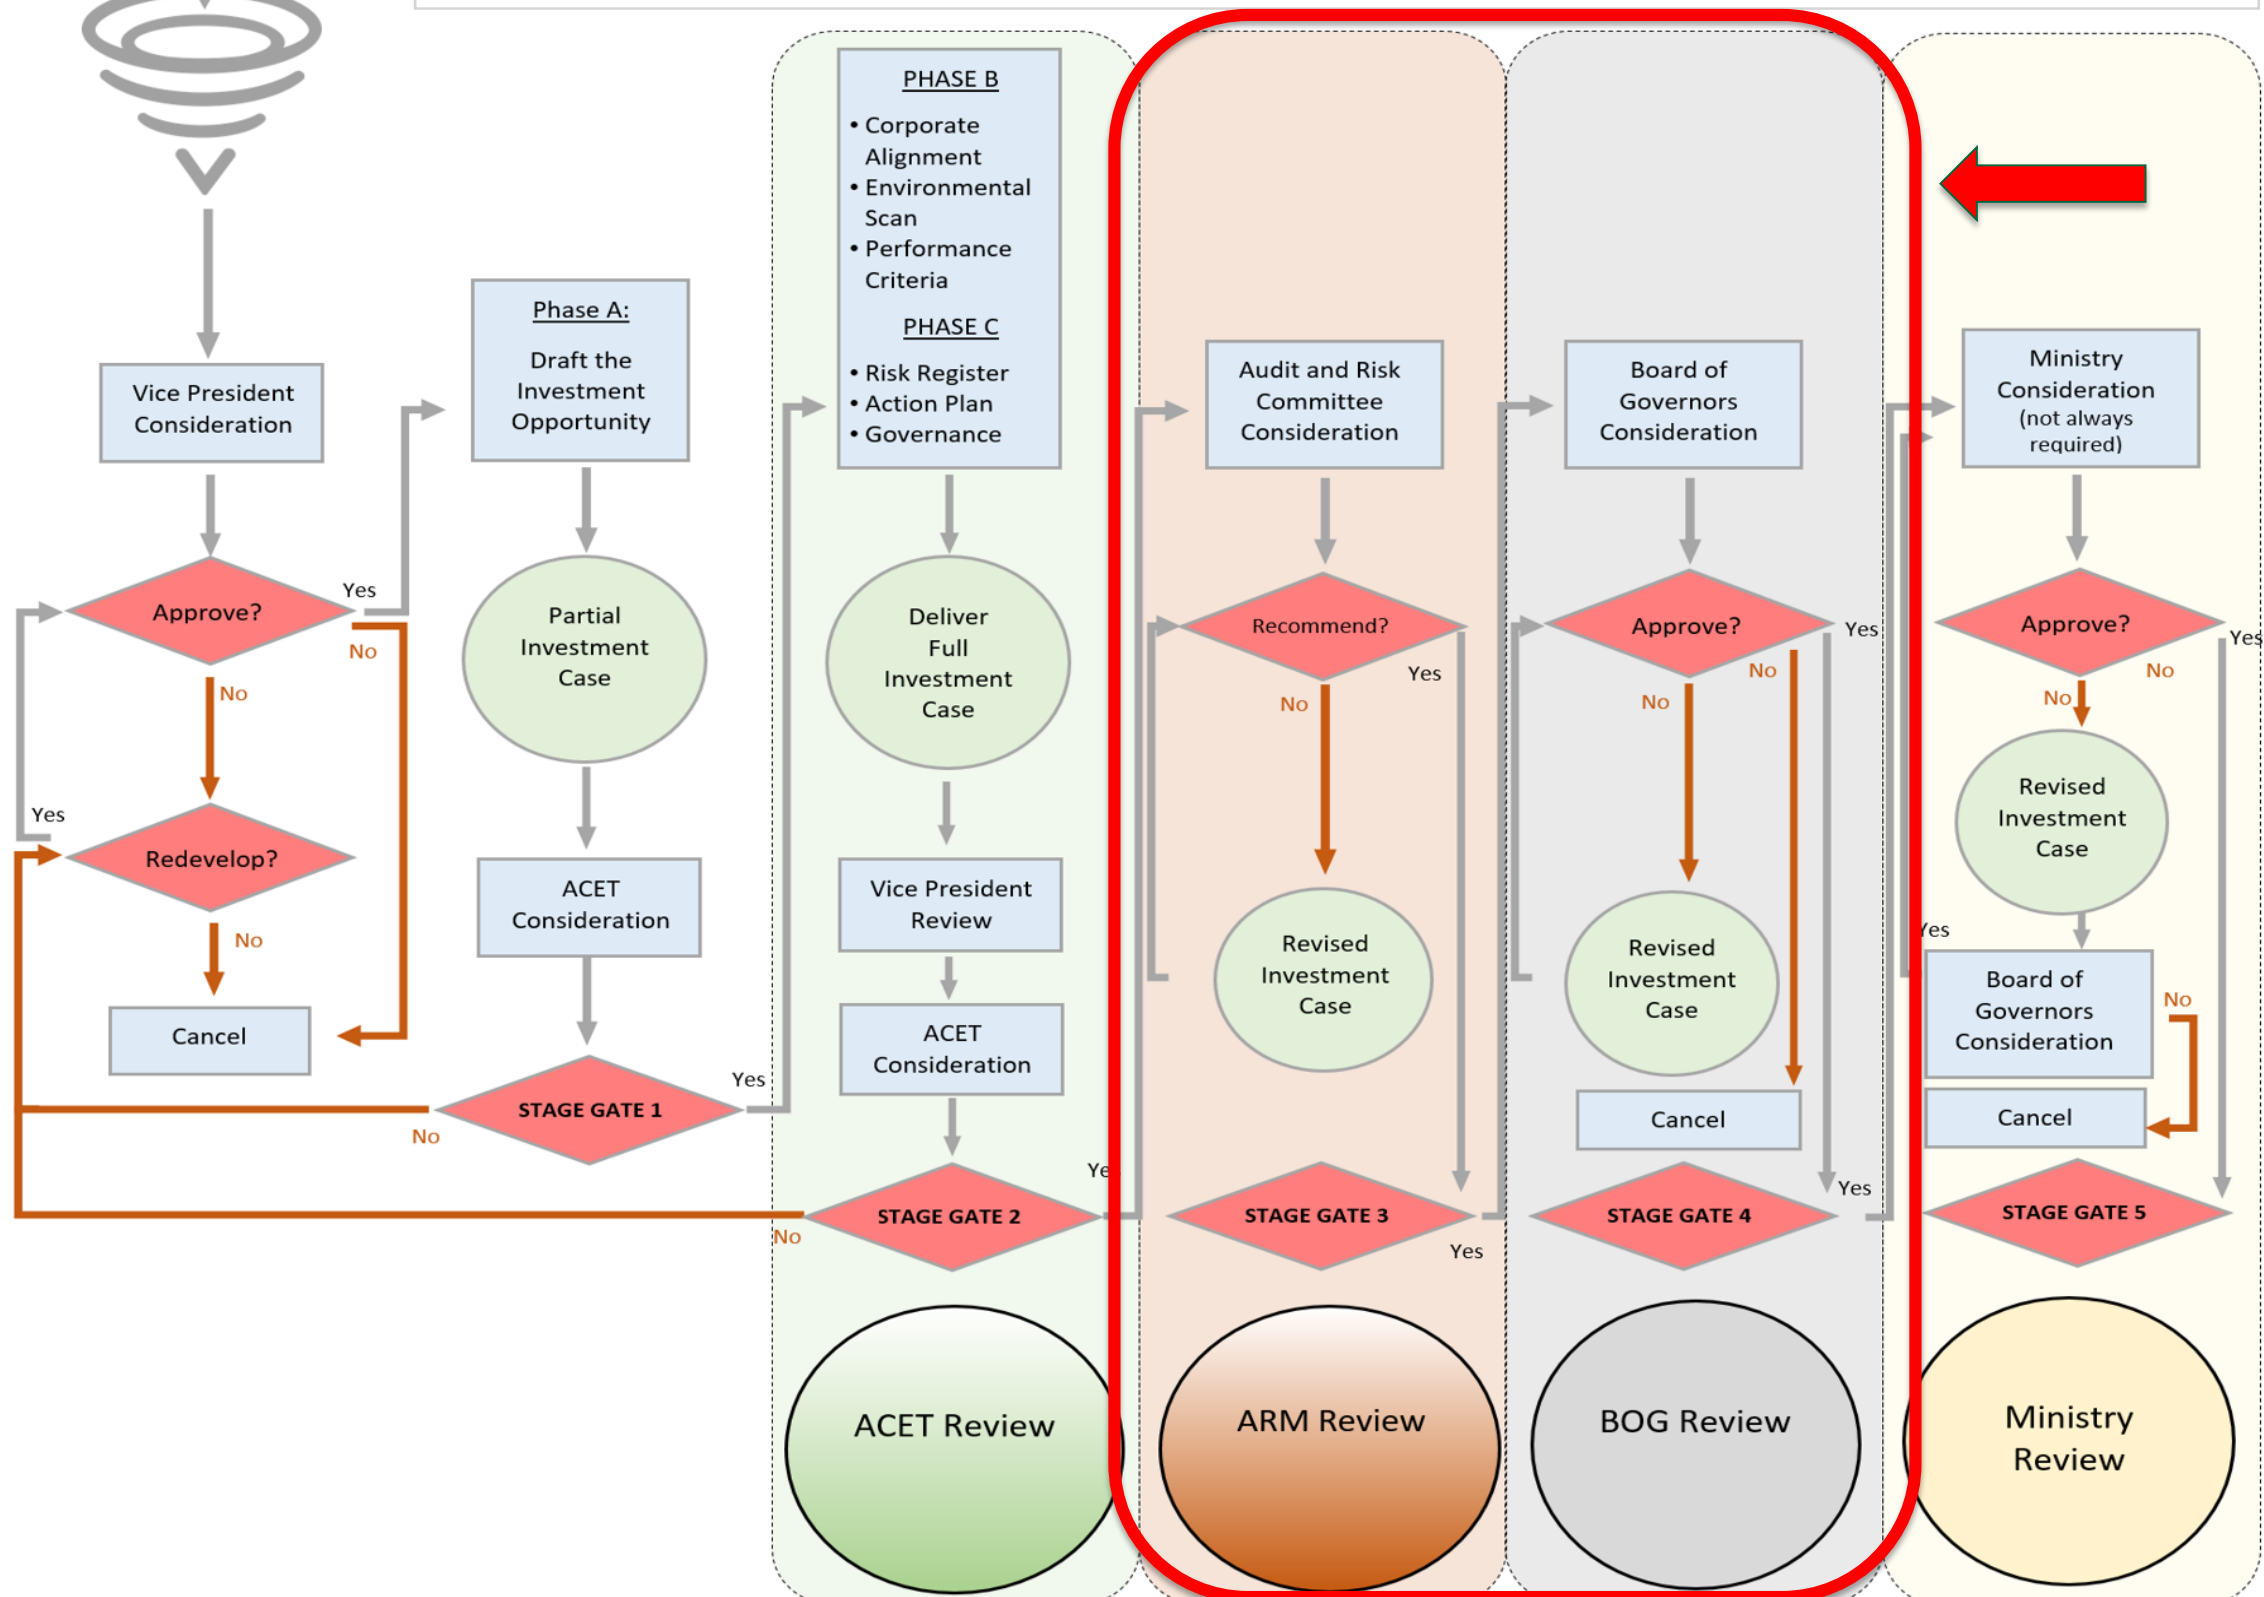 Vice President
Consideration
Approve?
Yes
No
No
Yes
Redevelop?
No
Cancel
Phase A:
Draft the
Investment
Opportunity
Partial
Investment
Case
ACET
Consideration
STAGE GATE 1
Yes
No
PHASE B
• Corporate
Alignment
• Environmental
Scan
• Performance
Criteria
PHASE C
• Risk Register
• Action Plan
• Governance
Deliver
Full
Investment
Case
Vice President
Review
ACET
Consideration
STAGE GATE 2
Yes
No
ACET Review
Audit and Risk
Committee
Consideration
Recommend?
Yes
No
Revised
Investment
Case
STAGE GATE 3
Yes
ARM Review
Board of
Governors
Consideration
Approve?
Yes
No
No
Revised
Investment
Case
Cancel
Yes
STAGE GATE 4
BOG Review
Ministry
Consideration
(not always
required)
Approve?
Yes
No
No
Revised
Investment
Case
Yes
Board of
Governors
Consideration
No
Cancel
STAGE GATE 5
Ministry
Review